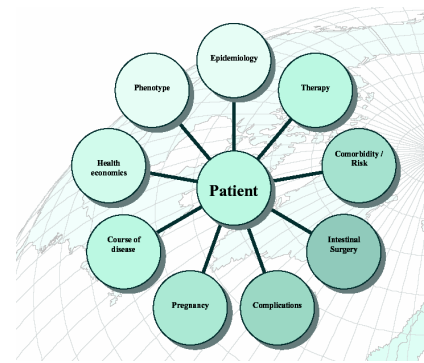 Epidemiology
Phenotype
Therapy
Health
economics
Comorbidity /
Risk
Patient
Course of
disease
Intestinal
Surgery
Pregnancy
Complications